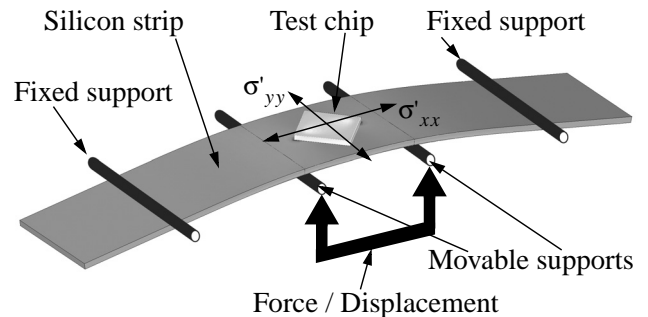 Silicon strip
Test chip
Fixed support
Fixed support
σ'yy
σ'xx
Movable supports
Force / Displacement